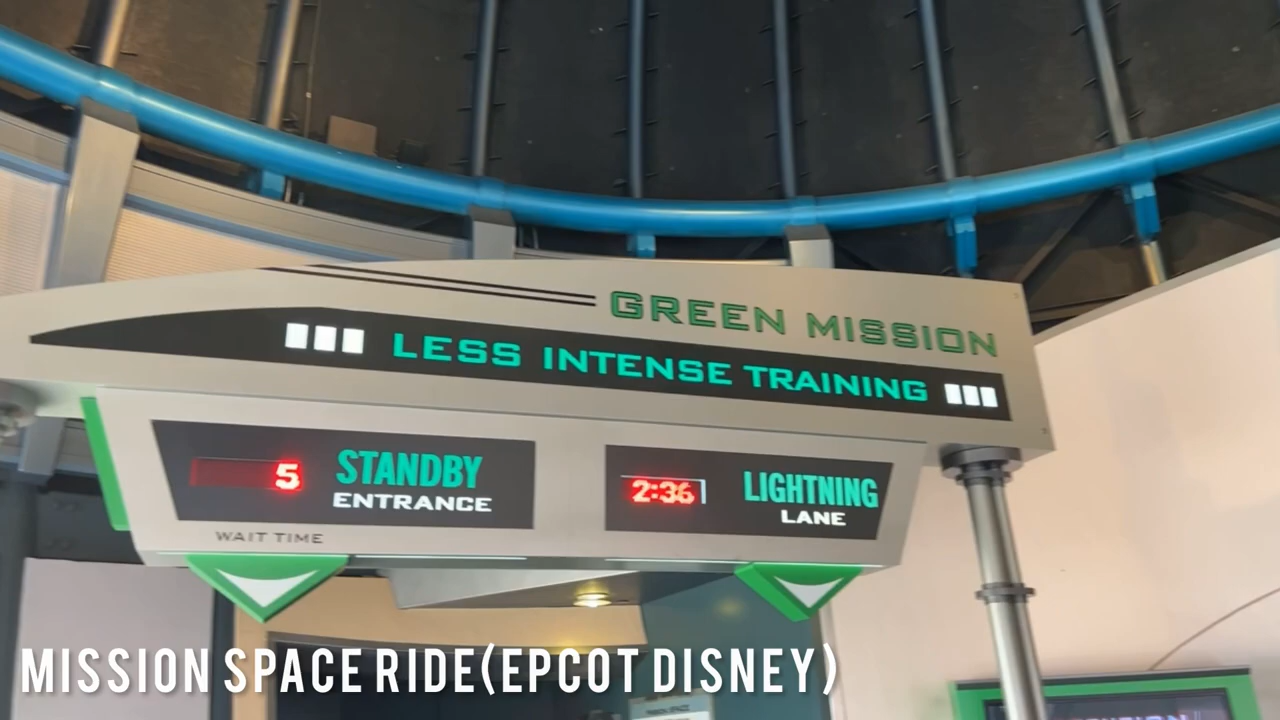 GREEN MISSION
LESS INTENSE TRAINING
5 STANDBY
ENTRANCE
WAIT TIME
2:36 LIGHTNING
LANE
MISSION SPACE RIDE(EPCOT DISNEY)